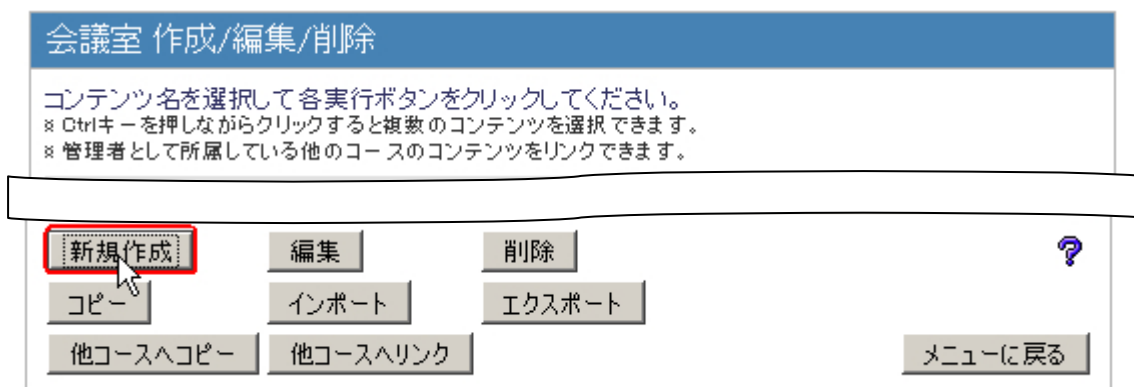 会議室 作成/編集/削除
コンテンツ名を選択して各実行ボタンをクリックしてください。
※ Ctrlキーを押しながらクリックすると複数のコンテンツを選択できます。
※ 管理者として所属している他のコースのコンテンツをリンクできます。
新規作成 編集 削除 ?
コピー インポート エクスポート
他コースへコピー 他コースへリンク メニューに戻る